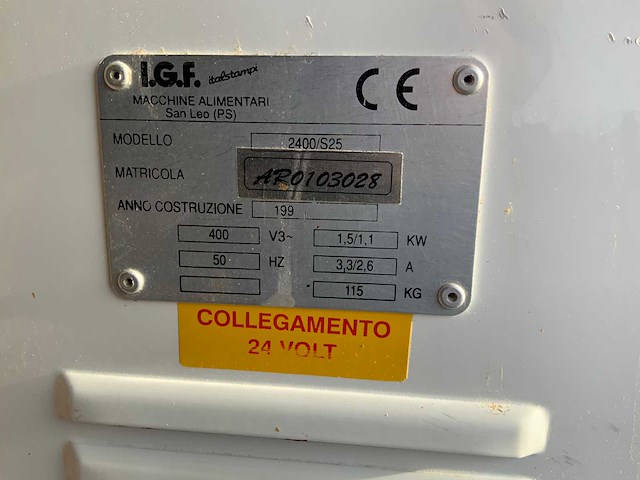 I.G.F. italstampi
CE
MACCHINE ALIMENTARI
San Leo (PS)
MODELLO 2400/S25
MATRICOLA AR0103028
ANNO COSTRUZIONE 199
400 V3~ 1,5/1,1 KW
50 HZ 3,3/2,6 A
115 KG
COLLEGAMENTO
24 VOLT